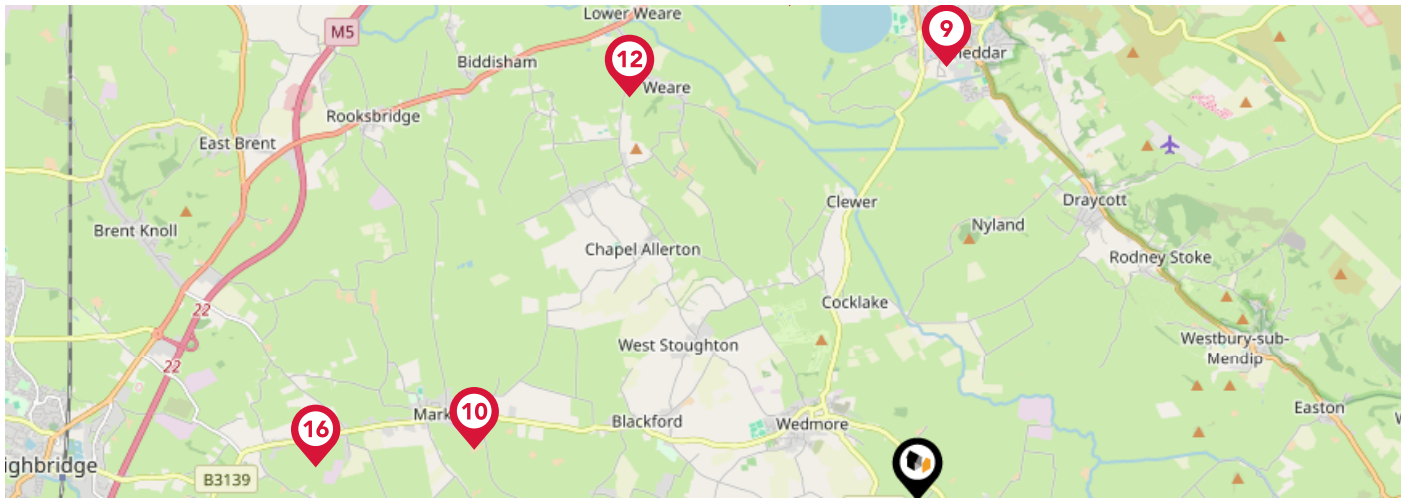 Lower Weare
9
M5
12
Cheddar
Biddisham
Weare
Rooksbridge
East Brent
Draycott
Clewer
Nyland
Brent Knoll
Chapel Allerton
Rodney Stoke
Cocklake
22
West Stoughton
Westbury-sub-
Mendip
22
Easton
Mark
10
Blackford
Wedmore
16
ighbridge
B3139